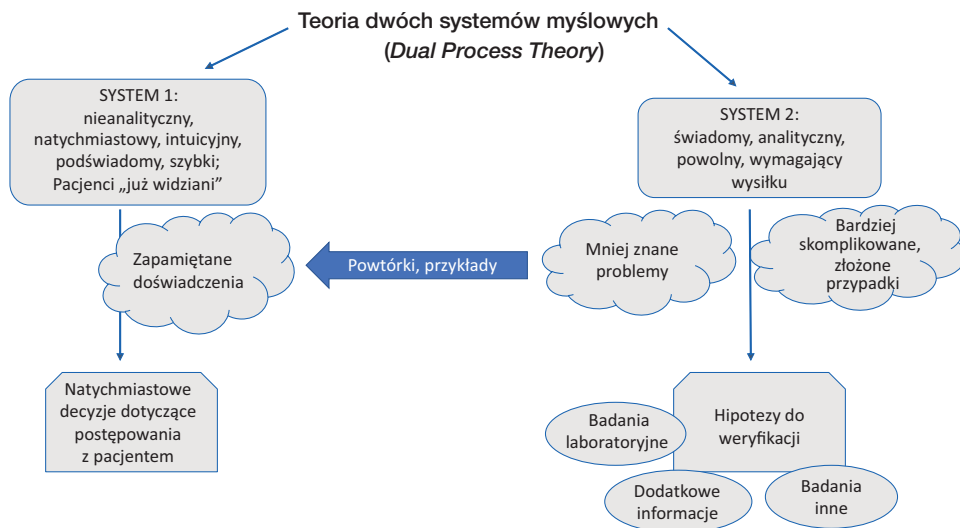 Teoria dwóch systemów myślowych
(Dual Process Theory)
SYSTEM 1:
nieanalityczny,
natychmiastowy, intuicyjny,
podświadomy, szybki;
Pacjenci „już widziani”
SYSTEM 2:
świadomy, analityczny,
powolny, wymagający
wysiłku
Zapamiętane
doświadczenia
Powtórki, przykłady
Mniej znane
problemy
Bardziej
skomplikowane,
złożone
przypadki
Natychmiastowe
decyzje dotyczące
postępowania
z pacjentem
Hipotezy do
weryfikacji
Badania
laboratoryjne
Dodatkowe
informacje
Badania
inne